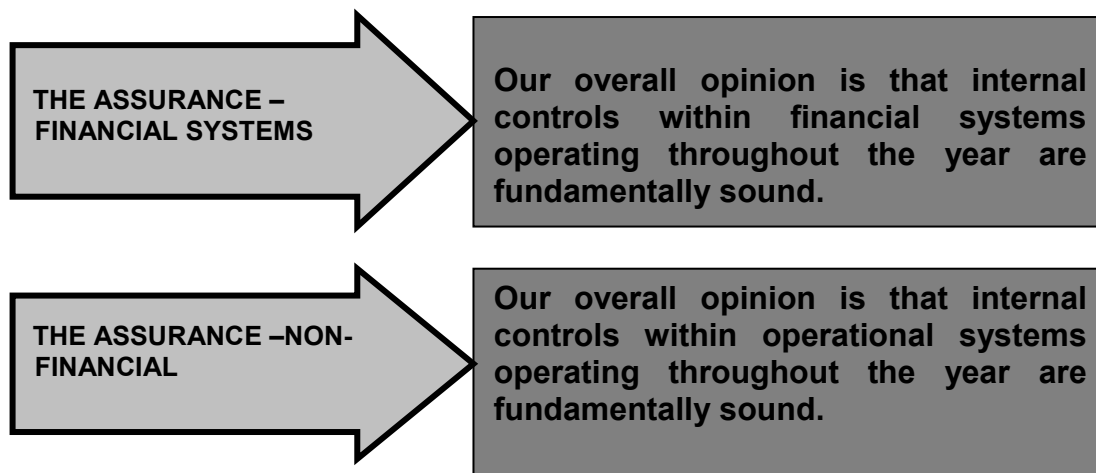 THE ASSURANCE –
FINANCIAL SYSTEMS
Our overall opinion is that internal
controls within financial systems
operating throughout the year are
fundamentally sound.
THE ASSURANCE –NON-
FINANCIAL
Our overall opinion is that internal
controls within operational systems
operating throughout the year are
fundamentally sound.